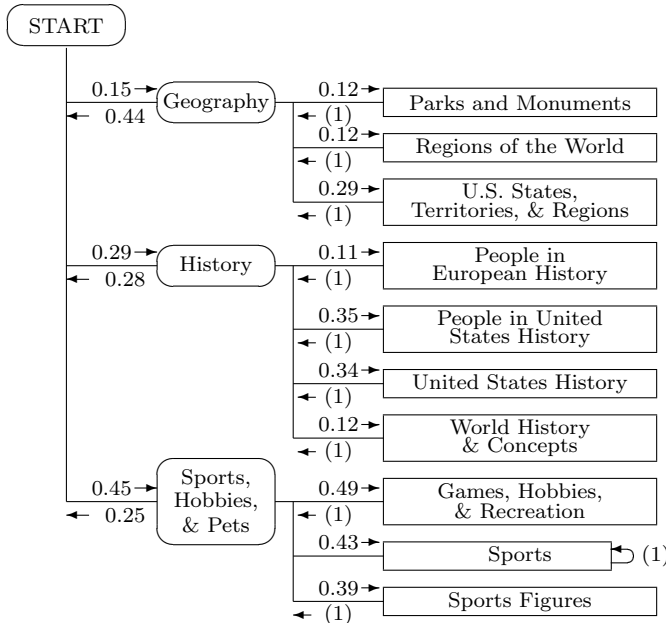 START
0.15
0.12
Geography
Parks and Monuments
0.44
(1)
0.12
Regions of the World
(1)
0.29
U.S. States,
Territories, & Regions
(1)
0.29
0.11
History
People in
European History
0.28
(1)
0.35
People in United
States History
(1)
0.34
United States History
(1)
0.12
World History
& Concepts
(1)
0.45
Sports,
Hobbies,
& Pets
0.49
Games, Hobbies,
& Recreation
0.25
(1)
0.43
Sports
(1)
0.39
Sports Figures
(1)